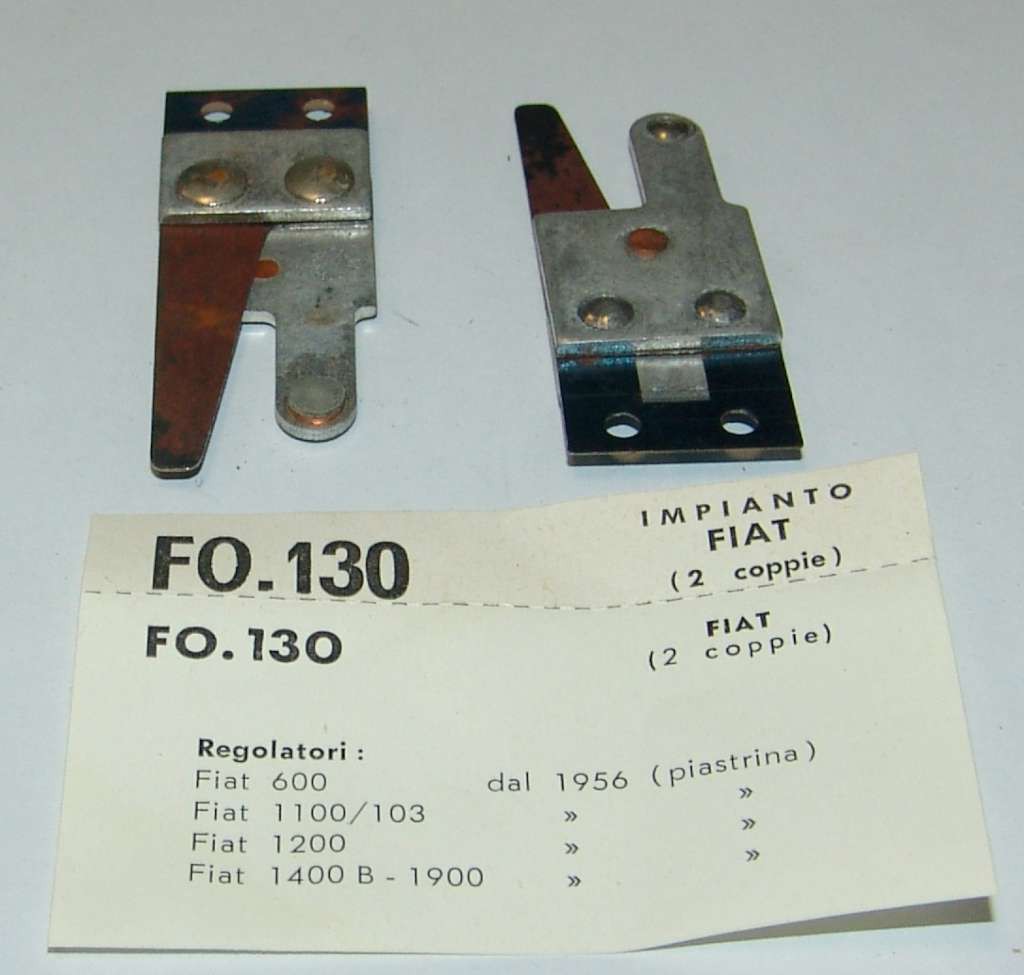 FO.130
IMPIANTO
FIAT
(2 coppie)
FO.130
FIAT
(2 coppie)
Regolatori:
Fiat 600 dal 1956 (piastrina)
Fiat 1100/103 » »
Fiat 1200 » »
Fiat 1400 B - 1900 » »